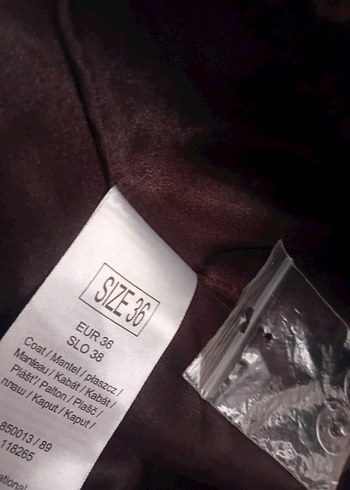 SIZE 36
EUR 36
SLO 38
Coat / Mantel / płaszcz /
Manteau / Kabát / Kabát /
Plášť / Palton / Plašč /
плаш / Kaput / Kaput /
850013 / 89
118265